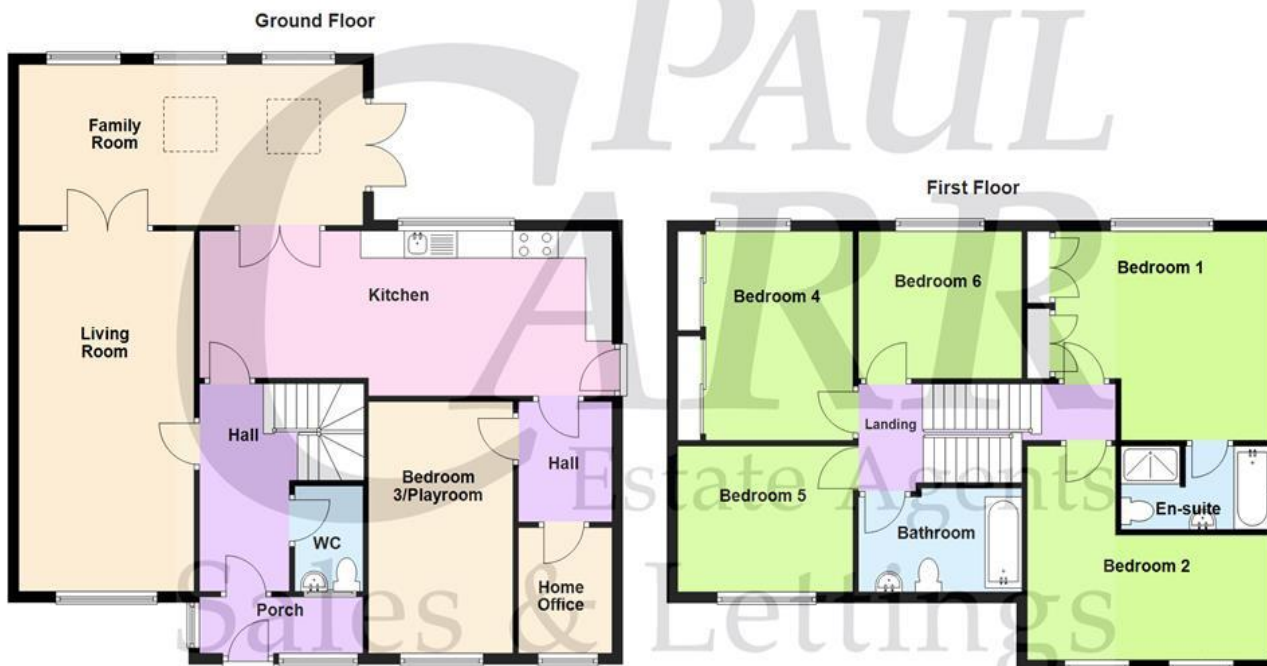 Ground Floor
Family
Room
Living
Room
Kitchen
Hall
WC
Porch
Bedroom
3/Playroom
Hall
Home
Office
First Floor
Bedroom 4
Bedroom 6
Bedroom 1
Landing
Bedroom 5
Bathroom
En-suite
Bedroom 2
PAUL
CARR
Estate Agents
Sales & Lettings